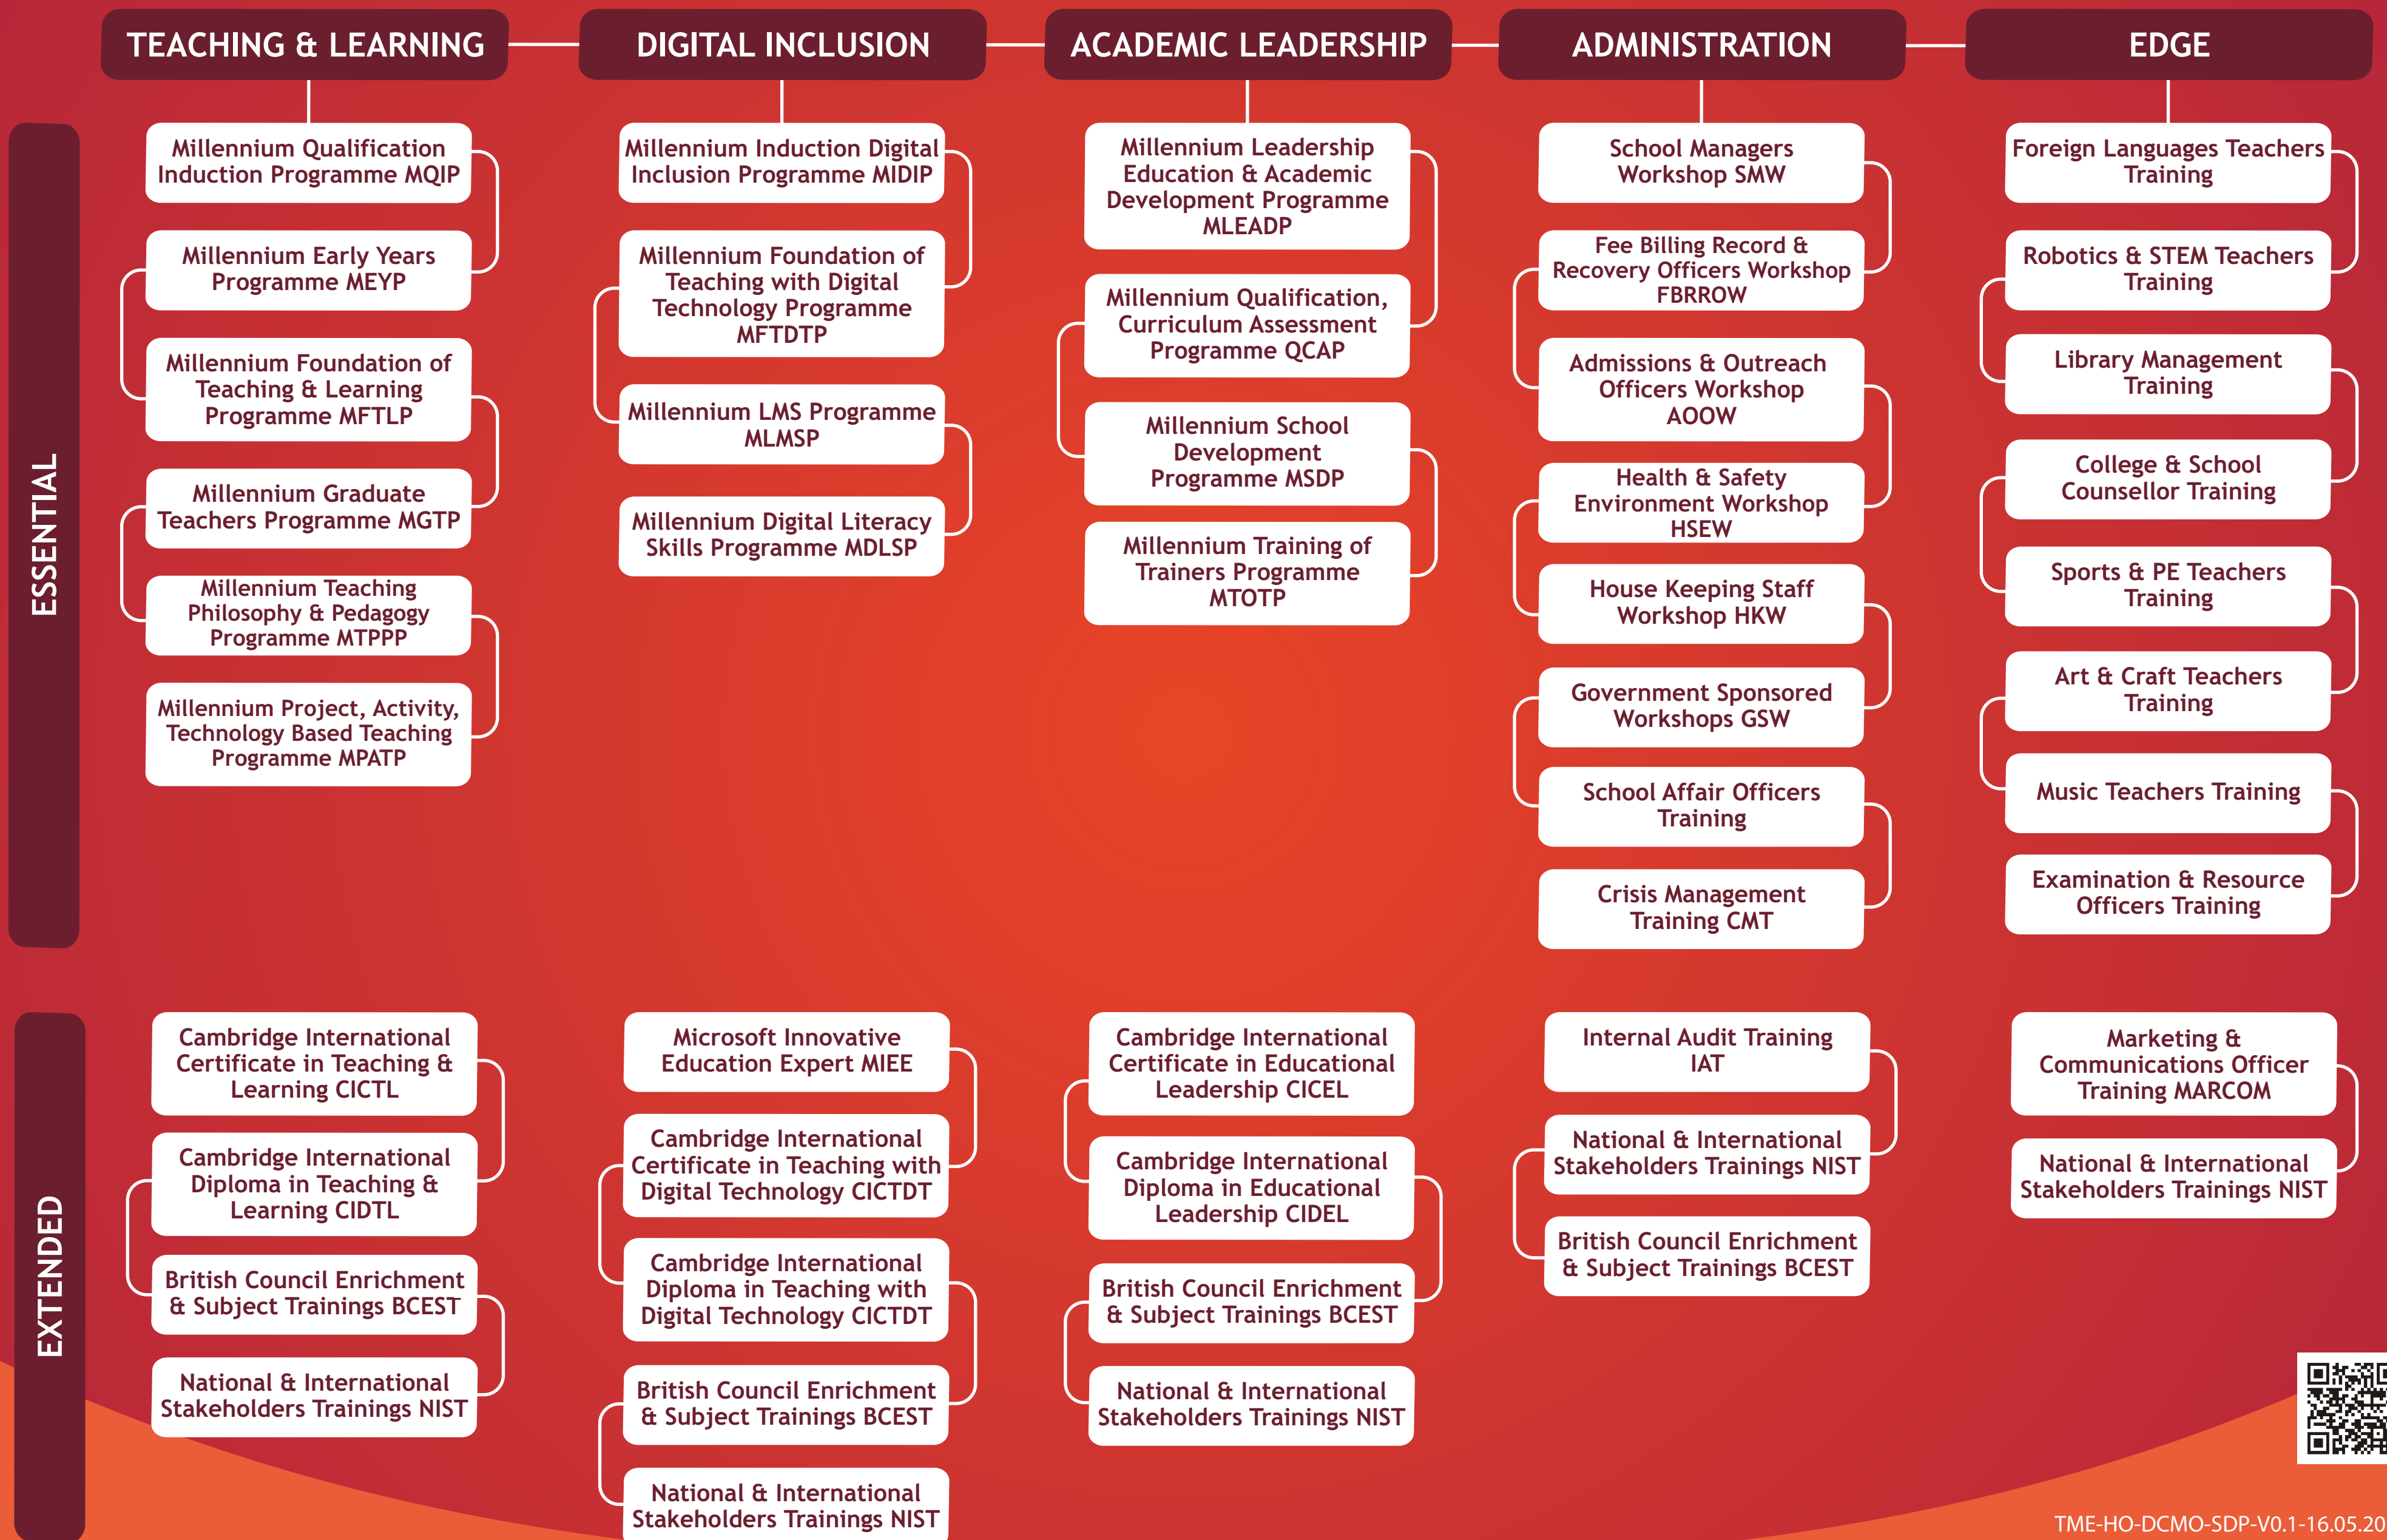 TEACHING & LEARNING
DIGITAL INCLUSION
ACADEMIC LEADERSHIP
ADMINISTRATION
EDGE
ESSENTIAL
Millennium Qualification
Induction Programme MQIP
Millennium Early Years
Programme MEYP
Millennium Foundation of
Teaching & Learning
Programme MFTLP
Millennium Graduate
Teachers Programme MGTP
Millennium Teaching
Philosophy & Pedagogy
Programme MTPPP
Millennium Project, Activity,
Technology Based Teaching
Programme MPATP
Millennium Induction Digital
Inclusion Programme MIDIP
Millennium Foundation of
Teaching with Digital
Technology Programme
MFTDTP
Millennium LMS Programme
MLMSP
Millennium Digital Literacy
Skills Programme MDLSP
Millennium Leadership
Education & Academic
Development Programme
MLEADP
Millennium Qualification,
Curriculum Assessment
Programme QCAP
Millennium School
Development
Programme MSDP
Millennium Training of
Trainers Programme
MTOTP
School Managers
Workshop SMW
Fee Billing Record &
Recovery Officers Workshop
FBRROW
Admissions & Outreach
Officers Workshop
AOOW
Health & Safety
Environment Workshop
HSEW
House Keeping Staff
Workshop HKW
Government Sponsored
Workshops GSW
School Affair Officers
Training
Crisis Management
Training CMT
Foreign Languages Teachers
Training
Robotics & STEM Teachers
Training
Library Management
Training
College & School
Counsellor Training
Sports & PE Teachers
Training
Art & Craft Teachers
Training
Music Teachers Training
Examination & Resource
Officers Training
EXTENDED
Cambridge International
Certificate in Teaching &
Learning CICTL
Cambridge International
Diploma in Teaching &
Learning CIDTL
British Council Enrichment
& Subject Trainings BCEST
National & International
Stakeholders Trainings NIST
Microsoft Innovative
Education Expert MIEE
Cambridge International
Certificate in Teaching with
Digital Technology CICTDT
Cambridge International
Diploma in Teaching with
Digital Technology CICTDT
British Council Enrichment
& Subject Trainings BCEST
National & International
Stakeholders Trainings NIST
Cambridge International
Certificate in Educational
Leadership CICEL
Cambridge International
Diploma in Educational
Leadership CIDEL
British Council Enrichment
& Subject Trainings BCEST
National & International
Stakeholders Trainings NIST
Internal Audit Training
IAT
National & International
Stakeholders Trainings NIST
British Council Enrichment
& Subject Trainings BCEST
Marketing &
Communications Officer
Training MARCOM
National & International
Stakeholders Trainings NIST
TME-HO-DCMO-SDP-V0.1-16.05.20